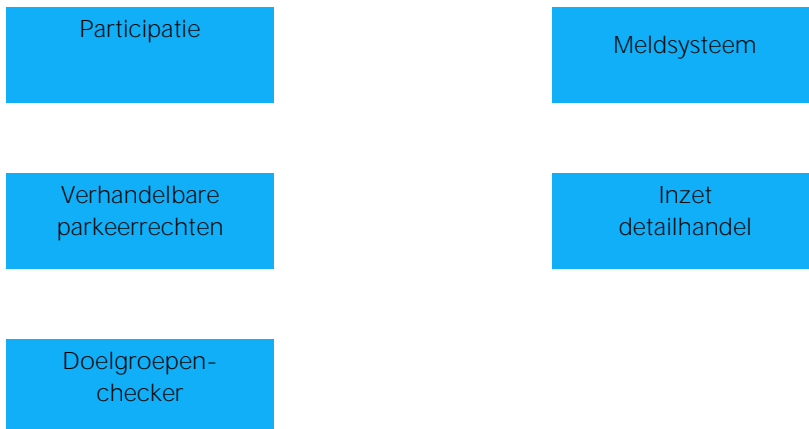 Participatie
Meldsysteem
Verhandelbare
parkeerrechten
Inzet
detailhandel
Doelgroepen-
checker